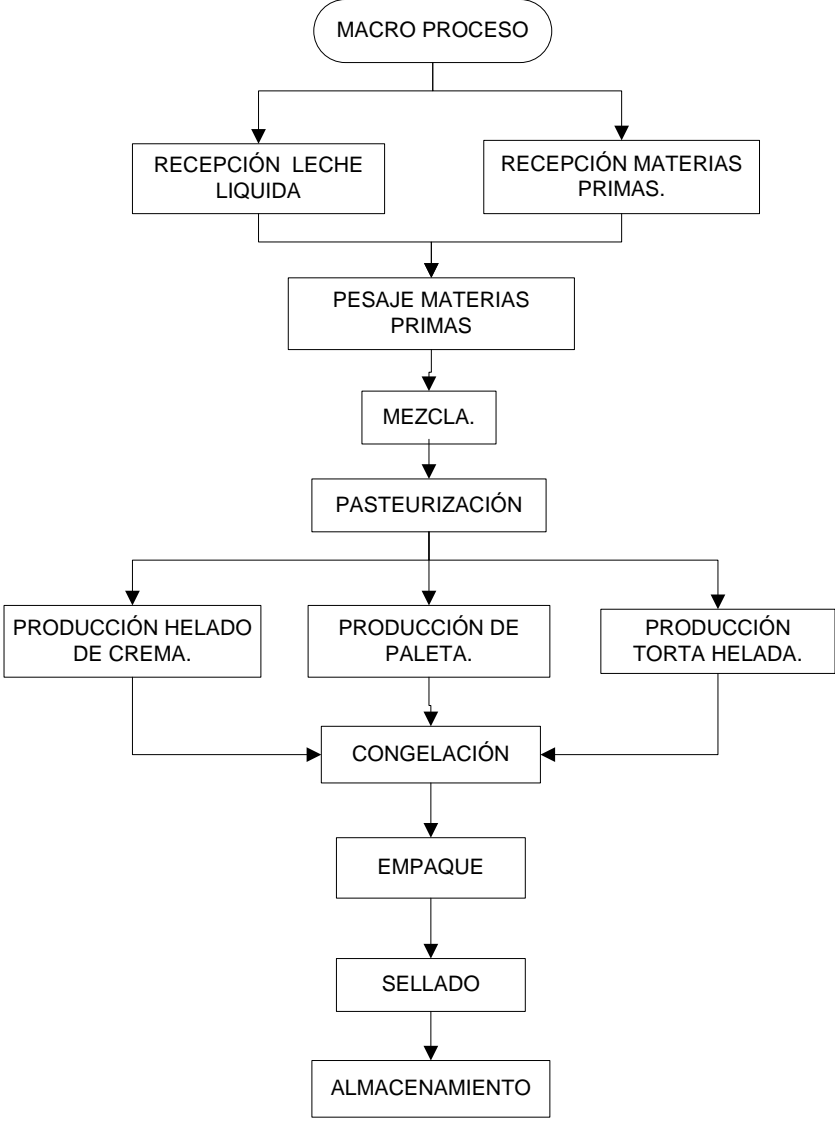 MACRO PROCESO
RECEPCIÓN LECHE
LIQUIDA
RECEPCIÓN MATERIAS
PRIMAS.
PESAJE MATERIAS
PRIMAS
MEZCLA.
PASTEURIZACIÓN
PRODUCCIÓN HELADO
DE CREMA.
PRODUCCIÓN DE
PALETA.
PRODUCCIÓN
TORTA HELADA.
CONGELACIÓN
EMPAQUE
SELLADO
ALMACENAMIENTO